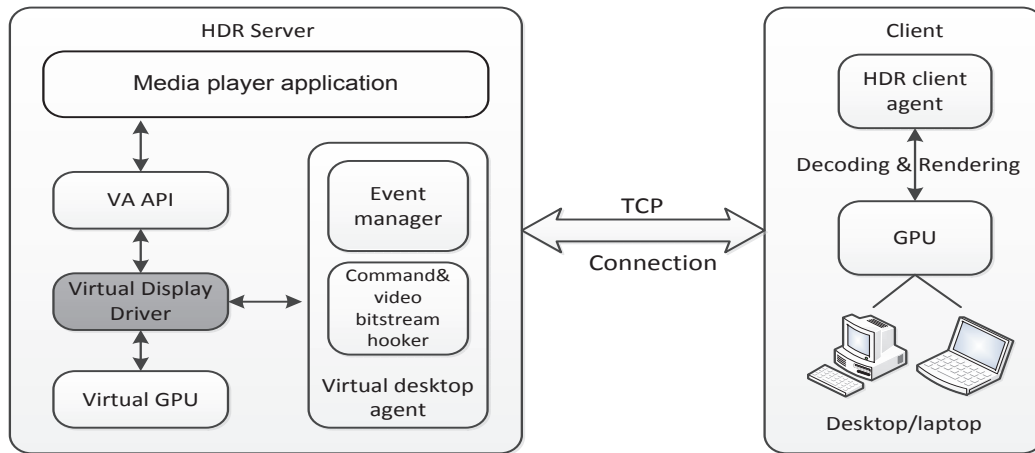 HDR Server
Media player application
VA API
Virtual Display
Driver
Virtual GPU
Event
manager
Command&
video
bitstream
hooker
Virtual desktop
agent
TCP
Connection
Client
HDR client
agent
Decoding & Rendering
GPU
Desktop/laptop